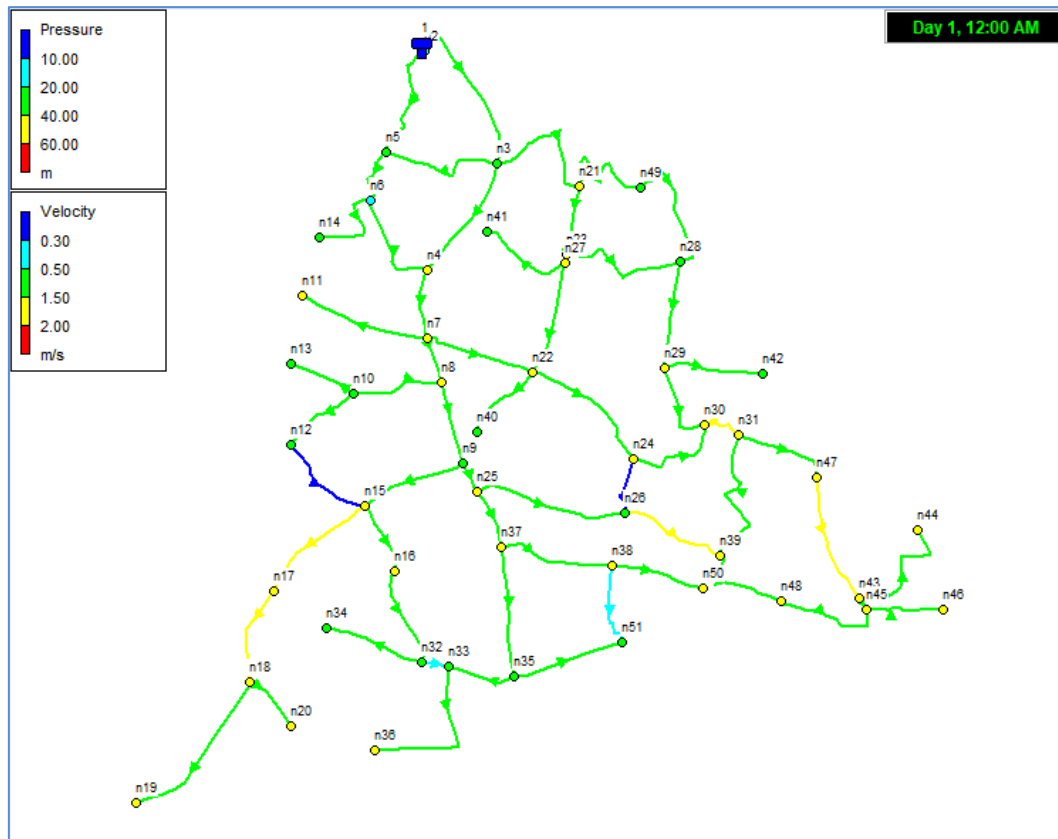 Pressure
10.00
20.00
40.00
60.00
m
Velocity
0.30
0.50
1.50
2.00
m/s
Day 1, 12:00 AM
1
2
n5
n3
n6
n21
n49
n14
n41
n27
n28
n4
n11
n7
n13
n22
n29
n42
n10
n8
n12
n40
n30
n31
n9
n24
n25
n47
n15
n26
n44
n37
n39
n16
n38
n17
n50
n48
n43
n45
n46
n34
n51
n32
n33
n35
n18
n20
n36
n19